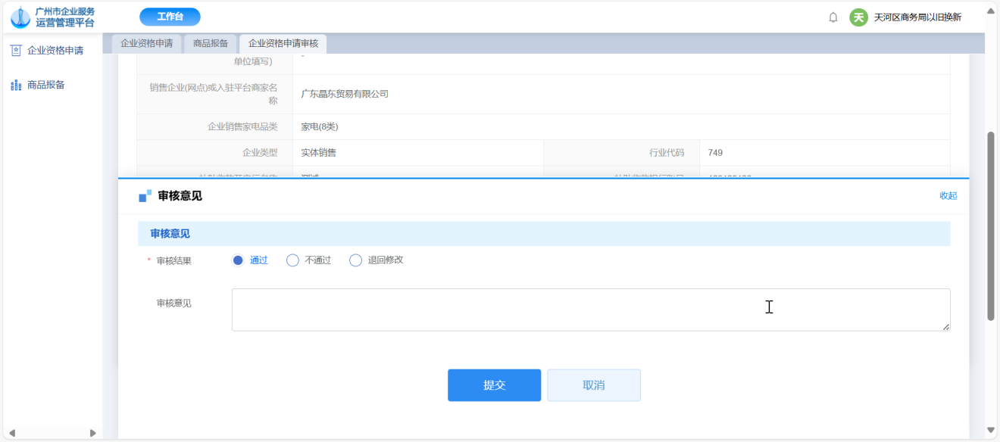 广州市企业服务
运营管理平台
工作台
天
天河区商务局以旧换新
企业资格申请
商品报备
企业资格申请
商品报备
企业资格申请审核
单位填写）
-
销售企业(网点)或入驻平台商家名
称
广东晶东贸易有限公司
企业销售家电品类
家电(8类)
企业类型
实体销售
行业代码
749
审核意见
收起
审核意见
* 审核结果
通过
不通过
退回修改
审核意见
提交
取消